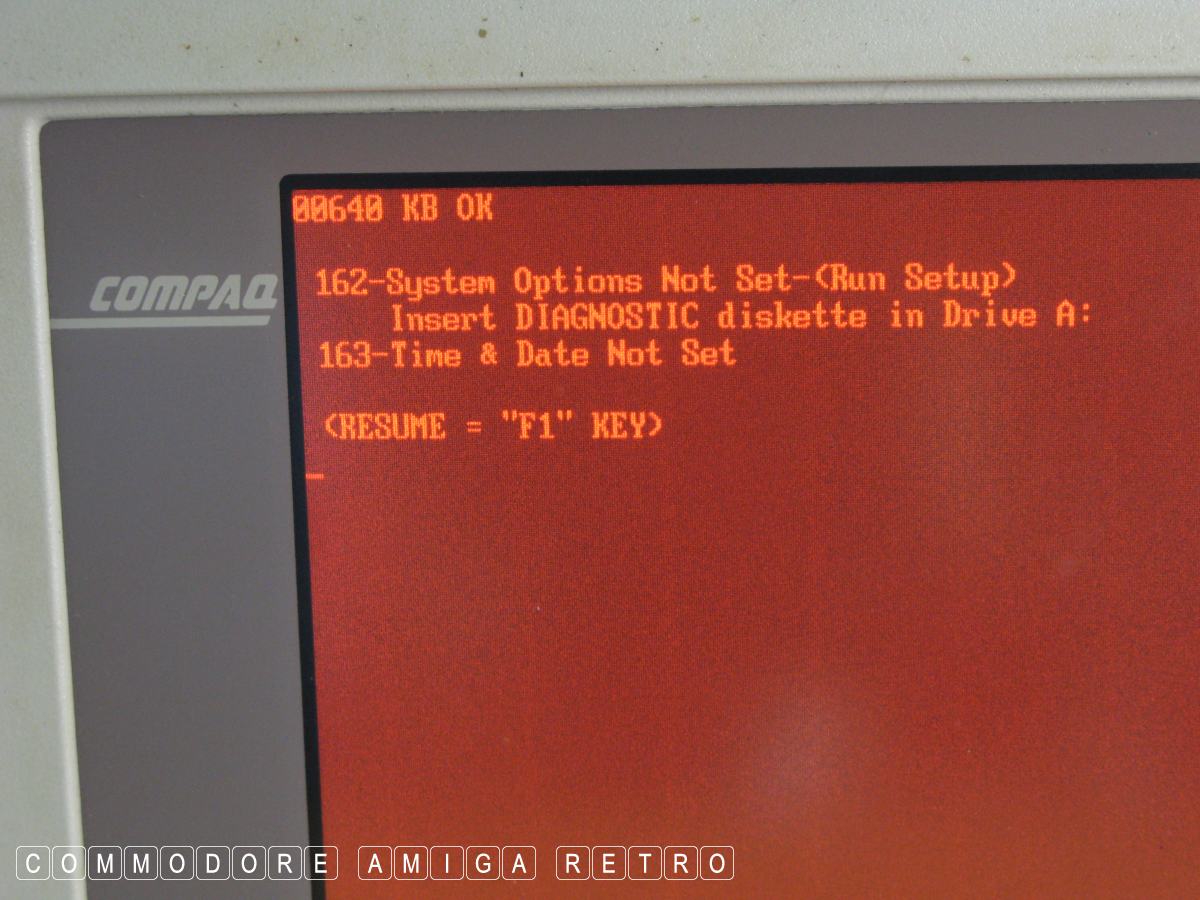 00640 KB OK
162-System Options Not Set-(Run Setup)
Insert DIAGNOSTIC diskette in Drive A:
163-Time & Date Not Set
(RESUME = "F1" KEY)
COMPAQ
COMMODORE AMIGA RETRO